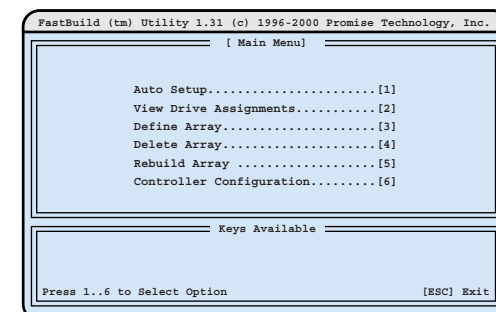 FastBuild (tm) Utility 1.31 (c) 1996-2000 Promise Technology, Inc.
[ Main Menu]
Auto Setup.......................[1]
View Drive Assignments...........[2]
Define Array.....................[3]
Delete Array.....................[4]
Rebuild Array ...................[5]
Controller Configuration.........[6]
Keys Available
Press 1..6 to Select Option [ESC] Exit